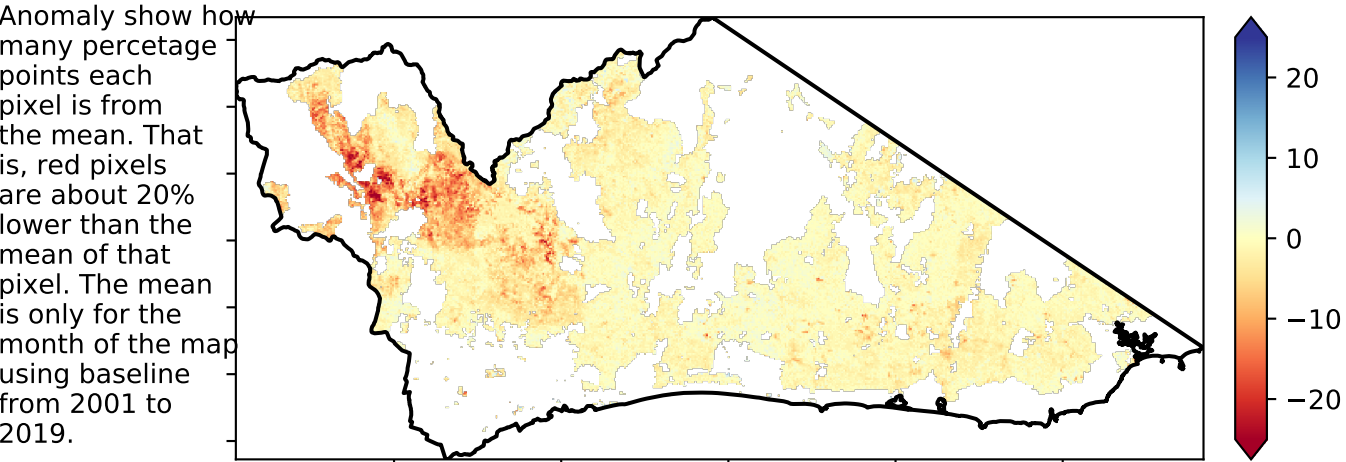 Anomaly show how
many percetage
points each
pixel is from
the mean. That
is, red pixels
are about 20%
lower than the
mean of that
pixel. The mean
is only for the
month of the map
using baseline
from 2001 to
2019.
20
10
0
−10
−20